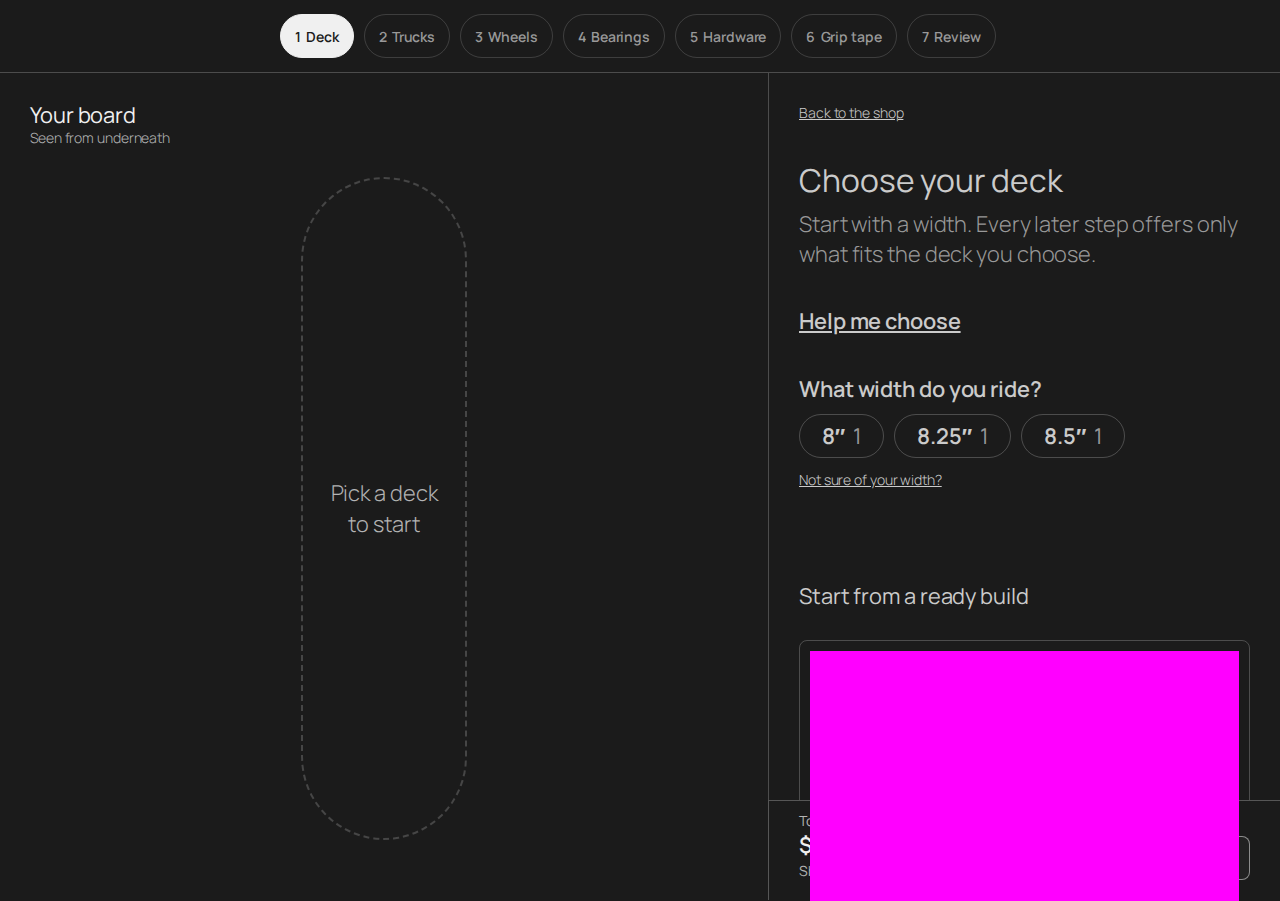 1 Deck
2 Trucks
3 Wheels
4 Bearings
5 Hardware
6 Grip tape
7 Review
Your board
Seen from underneath
Pick a deck
to start
Back to the shop
Choose your deck
Start with a width. Every later step offers only
what fits the deck you choose.
Help me choose
What width do you ride?
8″ 1
8.25″ 1
8.5″ 1
Not sure of your width?
Start from a ready build
$